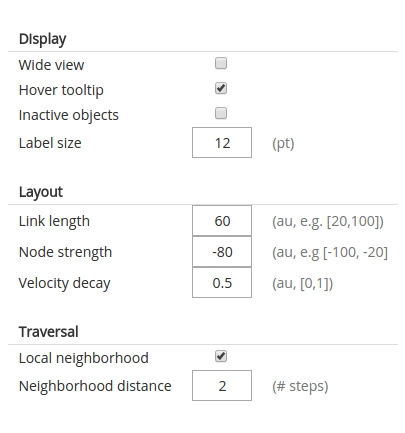 Display
Wide view
Hover tooltip
Inactive objects
Label size 12 (pt)
Layout
Link length 60 (au, e.g. [20,100])
Node strength -80 (au, e.g [-100, -20]
Velocity decay 0.5 (au, [0,1])
Traversal
Local neighborhood
Neighborhood distance 2 (# steps)